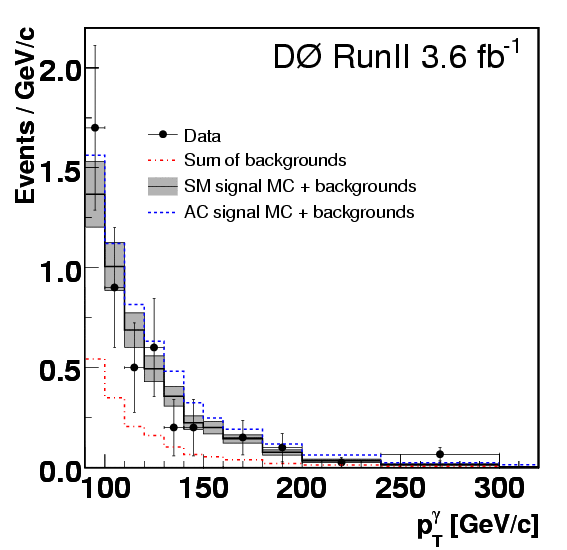 DØ RunII 3.6 fb-1
Events / GeV/c
2.0
1.5
1.0
0.5
0.0
Data
Sum of backgrounds
SM signal MC + backgrounds
AC signal MC + backgrounds
100 150 200 250 300
pTγ [GeV/c]